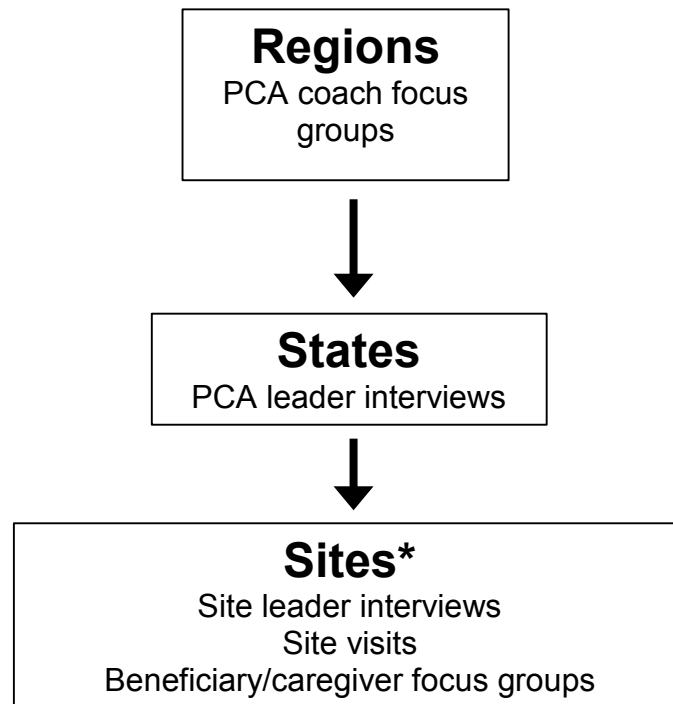 Regions
PCA coach focus
groups
States
PCA leader interviews
Sites*
Site leader interviews
Site visits
Beneficiary/caregiver focus groups